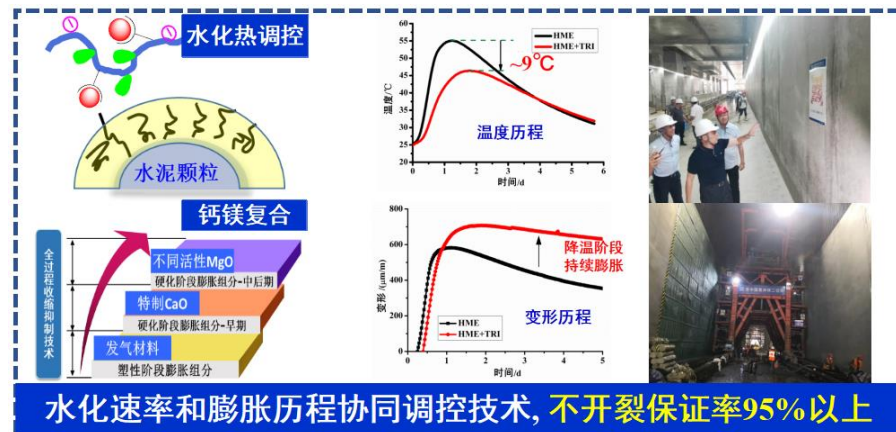 水化热调控
水泥颗粒
钙镁复合
全过程收缩抑制技术
不同活性MgO
硬化阶段膨胀组分-中后期
特制CaO
硬化阶段膨胀组分-早期
发气材料
塑性阶段膨胀组分
温度/℃
55
50
45
40
35
30
25
20
0 1 2 3 4 5 6
时间/d
HME
HME+TRI
~9℃
温度历程
变形 /(μm/m)
800
600
400
200
0
0 1 2 3 4 5
时间/d
HME
HME+TRI
降温阶段
持续膨胀
变形历程
水化速率和膨胀历程协同调控技术, 不开裂保证率95%以上